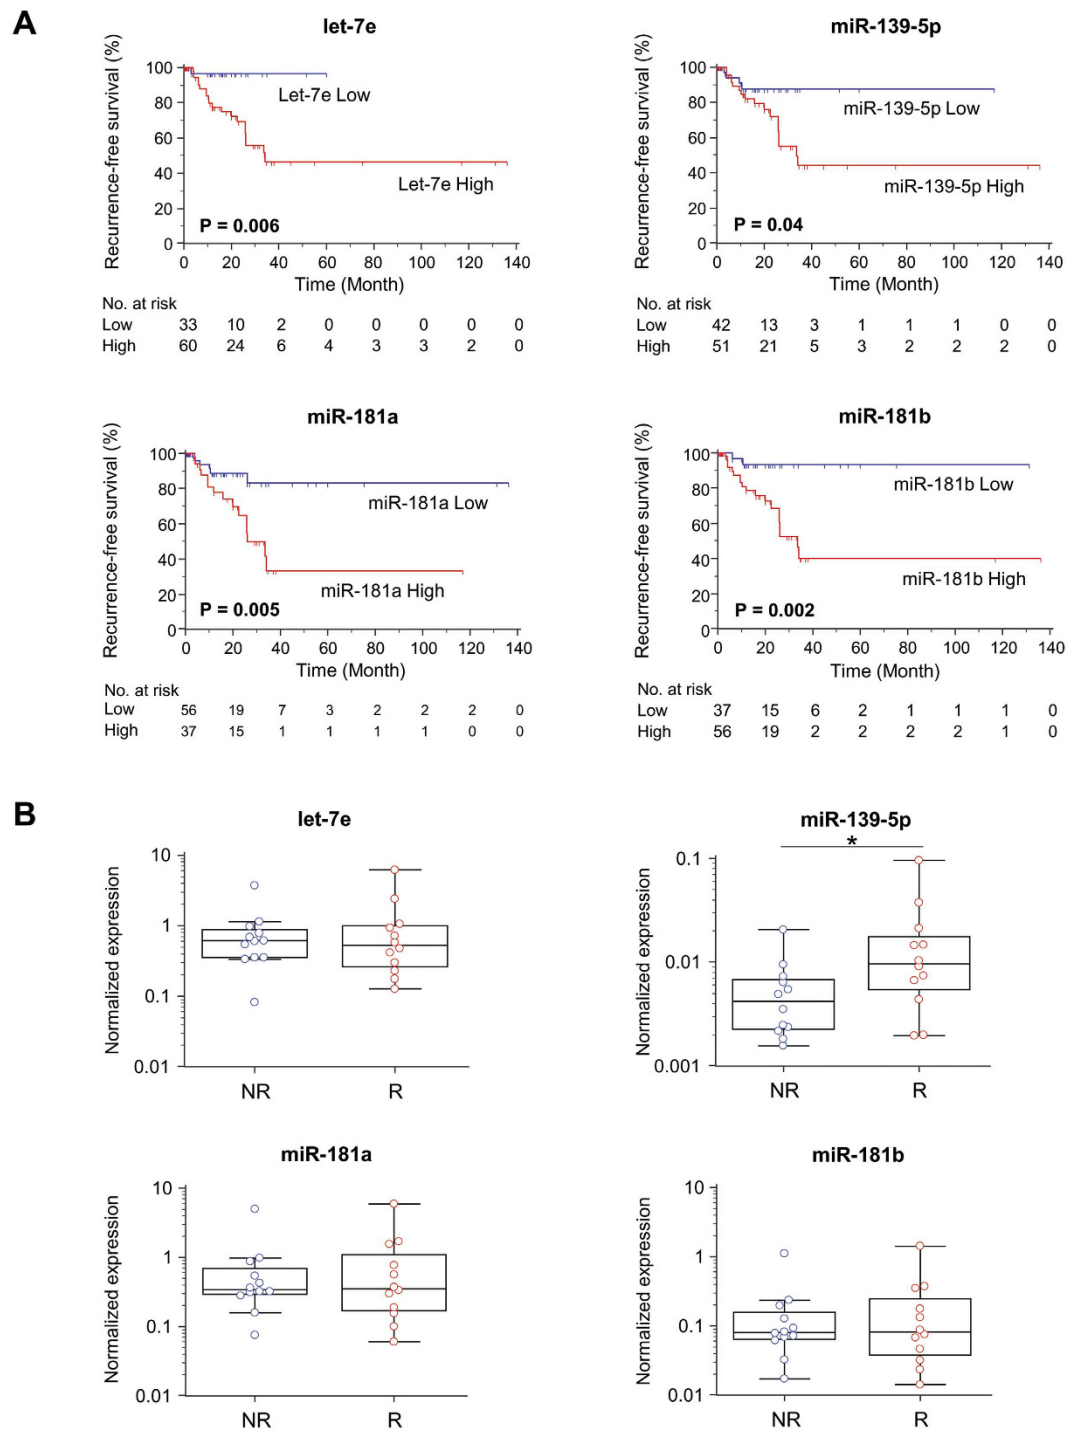 A
let-7e
Recurrence-free survival (%)
100
80
60
40
20
0
Let-7e Low
Let-7e High
P = 0.006
0 20 40 60 80 100 120 140
Time (Month)
No. at risk
Low 33 10 2 0 0 0 0 0
High 60 24 6 4 3 3 2 0
miR-139-5p
Recurrence-free survival (%)
100
80
60
40
20
0
miR-139-5p Low
miR-139-5p High
P = 0.04
0 20 40 60 80 100 120 140
Time (Month)
No. at risk
Low 42 13 3 1 1 1 0 0
High 51 21 5 3 2 2 2 0
miR-181a
Recurrence-free survival (%)
100
80
60
40
20
0
miR-181a Low
miR-181a High
P = 0.005
0 20 40 60 80 100 120 140
Time (Month)
No. at risk
Low 56 19 7 3 2 2 2 0
High 37 15 1 1 1 1 0 0
miR-181b
Recurrence-free survival (%)
100
80
60
40
20
0
miR-181b Low
miR-181b High
P = 0.002
0 20 40 60 80 100 120 140
Time (Month)
No. at risk
Low 37 15 6 2 1 1 1 0
High 56 19 2 2 2 2 1 0
B
let-7e
Normalized expression
10
1
0.1
0.01
NR R
miR-139-5p
*
Normalized expression
0.1
0.01
0.001
NR R
miR-181a
Normalized expression
10
1
0.1
0.01
NR R
miR-181b
Normalized expression
10
1
0.1
0.01
NR R